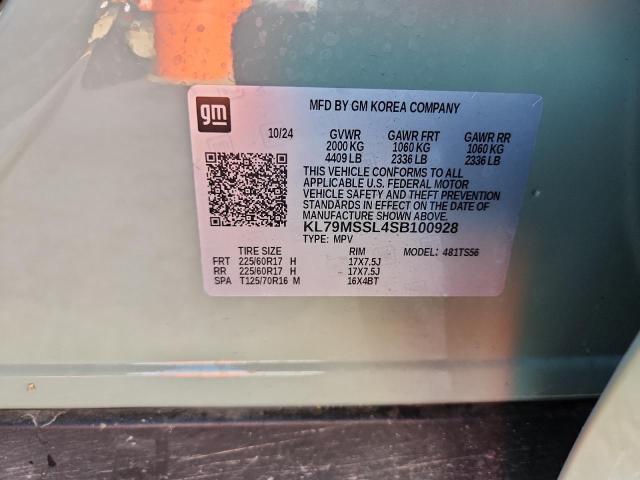 gm
MFD BY GM KOREA COMPANY
10/24 GVWR GAWR FRT GAWR RR
2000 KG 1060 KG 1060 KG
4409 LB 2336 LB 2336 LB
THIS VEHICLE CONFORMS TO ALL
APPLICABLE U.S. FEDERAL MOTOR
VEHICLE SAFETY AND THEFT PREVENTION
STANDARDS IN EFFECT ON THE DATE OF
MANUFACTURE SHOWN ABOVE.
KL79MSSL4SB100928
TYPE: MPV MODEL: 481TS56
TIRE SIZE RIM
FRT 225/60R17 H 17X7.5J
RR 225/60R17 H 17X7.5J
SPA T125/70R16 M 16X4BT